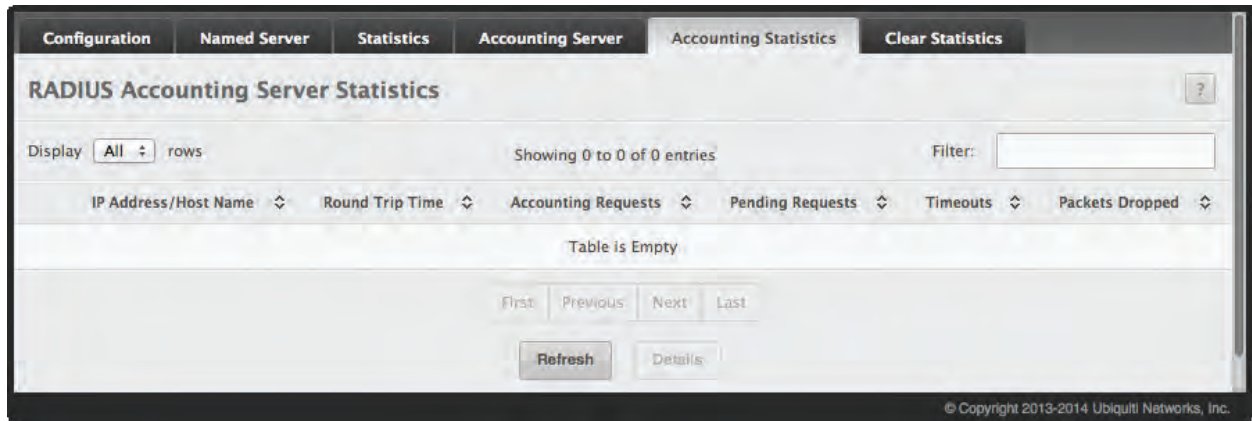 Configuration Named Server Statistics Accounting Server Accounting Statistics Clear Statistics
RADIUS Accounting Server Statistics ?
Display All rows Showing 0 to 0 of 0 entries Filter:
IP Address/Host Name Round Trip Time Accounting Requests Pending Requests Timeouts Packets Dropped
Table is Empty
First Previous Next Last
Refresh Details
© Copyright 2013-2014 Ubiquiti Networks, Inc.